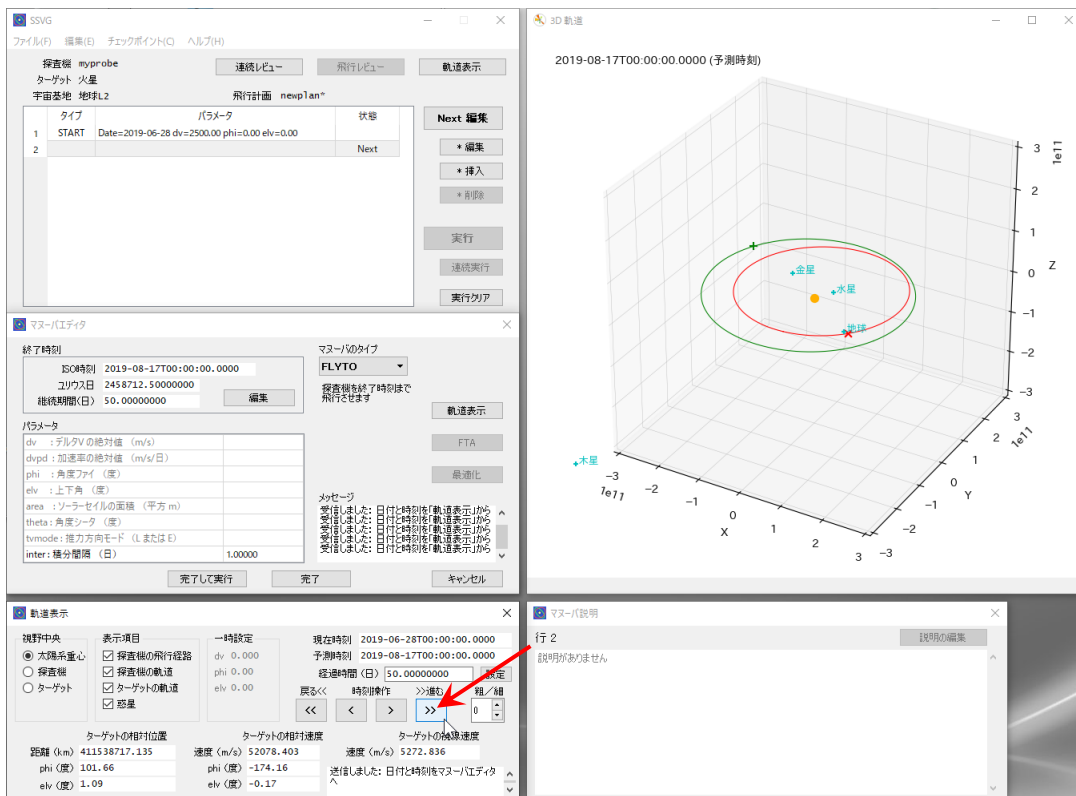 SSVG
ファイル(F) 編集(E) チェックポイント(C) ヘルプ(H)
探査機 myprobe
ターゲット 火星
宇宙基地 地球L2
連続レビュー 飛行レビュー 軌道表示
飛行計画 newplan*
タイプ パラメータ 状態
1 START Date=2019-06-28 dv=2500.00 phi=0.00 elv=0.00
2 Next
Next 編集
* 編集
* 挿入
* 削除
実行
連続実行
実行クリア
マヌーバエディタ
終了時刻
ISO時刻 2019-08-17T00:00:00.0000
ユリウス日 2458712.50000000
継続期間(日) 50.00000000
編集
マヌーバのタイプ
FLYTO
探査機を終了時刻まで
飛行させます
軌道表示
FTA
最適化
パラメータ
dv :デルタV の絶対値 (m/s)
dvpd : 加速率の絶対値 (m/s/日)
phi : 角度ファイ (度)
elv : 上下角 (度)
area : ソーラーセイルの面積 (平方 m)
theta : 角度シータ (度)
tvmode : 推力方向モード (L または E)
inter : 積分間隔 (日) 1.00000
メッセージ
受信しました: 日付と時刻を「軌道表示」から
受信しました: 日付と時刻を「軌道表示」から
受信しました: 日付と時刻を「軌道表示」から
受信しました: 日付と時刻を「軌道表示」から
受信しました: 日付と時刻を「軌道表示」から
完了して実行 完了 キャンセル
軌道表示
視野中央
太陽系重心
探査機
ターゲット
表示項目
探査機の飛行経路
探査機の軌道
ターゲットの軌道
惑星
一時設定
dv 0.000
phi 0.00
elv 0.00
現在時刻 2019-06-28T00:00:00.0000
予測時刻 2019-08-17T00:00:00.0000
経過時間 (日) 50.00000000 設定
戻る<< 時刻操作 >>進む 粗/細
<< < > >> 0
ターゲットの相対位置 ターゲットの相対速度 ターゲットの視線速度
距離 (km) 411538717.135 速度 (m/s) 52078.403 速度 (m/s) 5272.836
phi (度) 101.66 phi (度) -174.16
elv (度) 1.09 elv (度) -0.17
送信しました: 日付と時刻をマヌーバエディタ
へ
3D 軌道
2019-08-17T00:00:00.0000 (予測時刻)
金星
水星
地球
木星
3
2
1
0
−1
−2
−3
Z
1e11
−3
−2
−1
0
1
2
3
X
1e11
−3
−2
−1
0
1
2
3
Y
1e11
マヌーバ説明
行 2
説明の編集
説明がありません